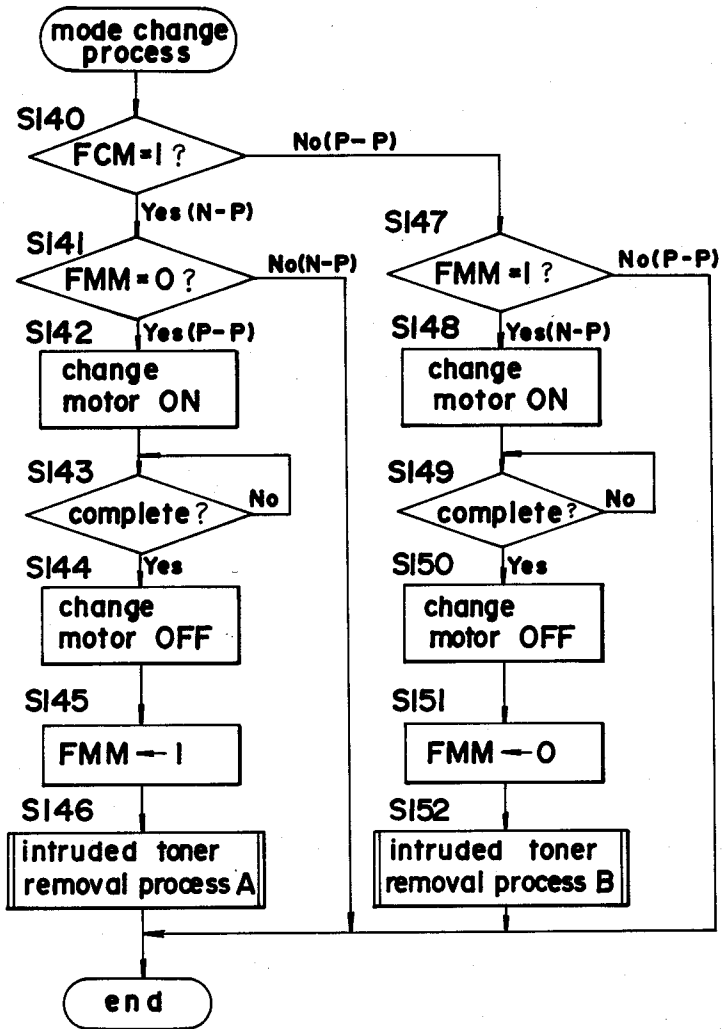 mode change
process
S140
FCM=1?
No(P-P)
Yes(N-P)
S141
FMM=0?
No(N-P)
Yes(P-P)
S142
change
motor ON
S143
complete?
No
Yes
S144
change
motor OFF
S145
FMM←1
S146
intruded toner
removal process A
S147
FMM=1?
No(P-P)
Yes(N-P)
S148
change
motor ON
S149
complete?
No
Yes
S150
change
motor OFF
S151
FMM←0
S152
intruded toner
removal process B
end